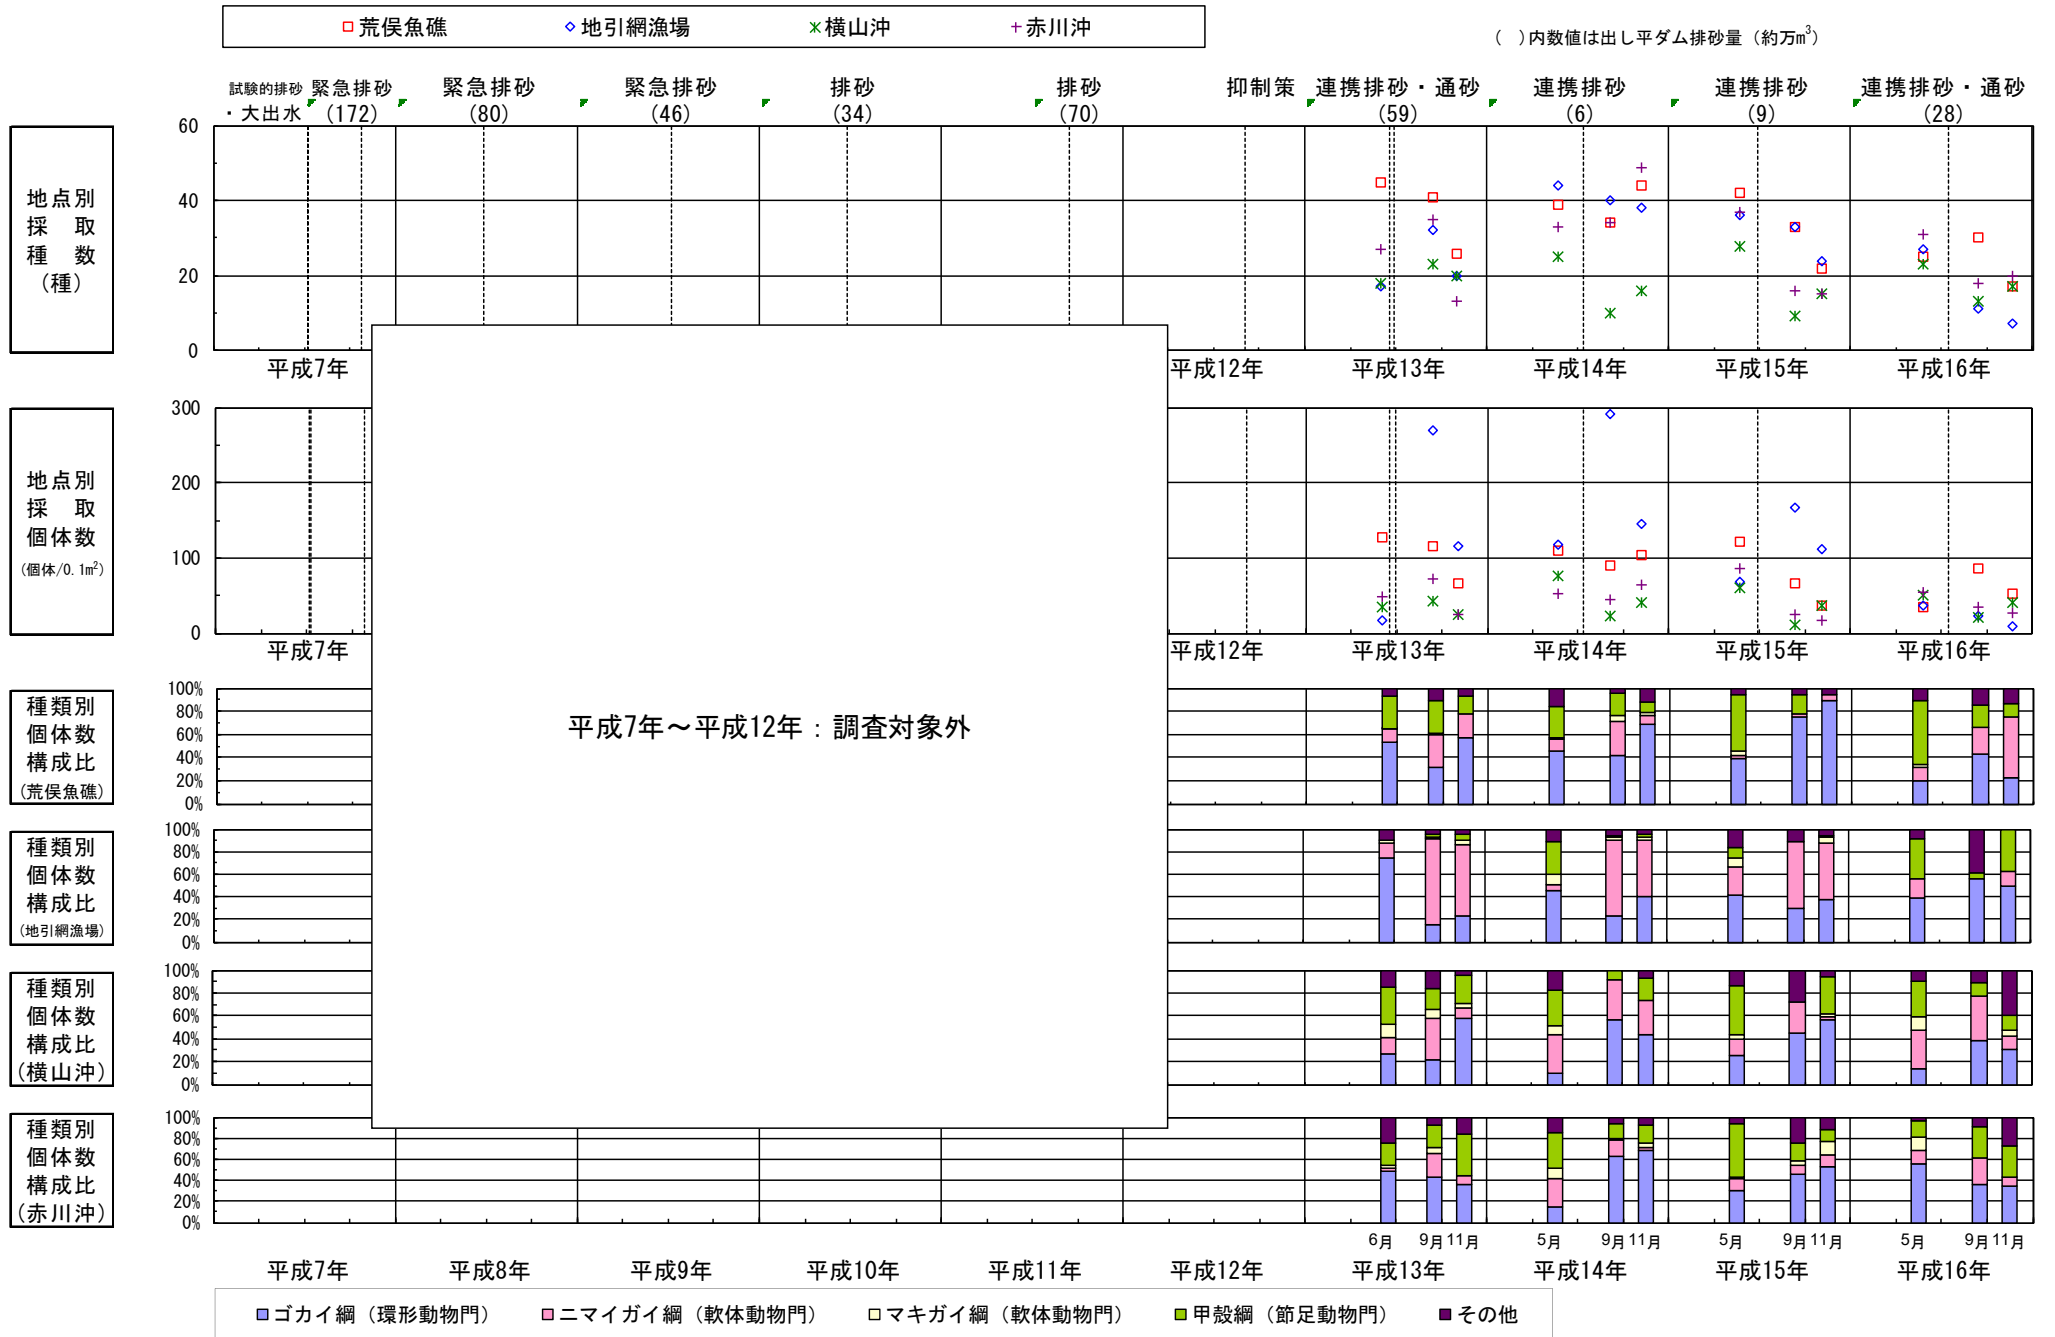 荒俣魚礁 地引網漁場 横山沖 赤川沖
（　）内数値は出し平ダム排砂量（約万m³）
試験的排砂 緊急排砂 緊急排砂 緊急排砂 排砂 排砂 抑制策 連携排砂・通砂 連携排砂 連携排砂 連携排砂・通砂
・大出水 (172) (80) (46) (34) (70) (59) (6) (9) (28)
地点別
採　取
種　数
（種）
60
40
20
0
平成7年 平成12年 平成13年 平成14年 平成15年 平成16年
地点別
採　取
個体数
(個体/0.1m²)
300
200
100
0
平成7年 平成12年 平成13年 平成14年 平成15年 平成16年
平成7年～平成12年：調査対象外
種類別
個体数
構成比
(荒俣魚礁)
100%
80%
60%
40%
20%
0%
種類別
個体数
構成比
(地引網漁場)
100%
80%
60%
40%
20%
0%
種類別
個体数
構成比
(横山沖)
100%
80%
60%
40%
20%
0%
種類別
個体数
構成比
(赤川沖)
100%
80%
60%
40%
20%
0%
6月 9月 11月 5月 9月 11月 5月 9月 11月 5月 9月 11月
平成7年 平成8年 平成9年 平成10年 平成11年 平成12年 平成13年 平成14年 平成15年 平成16年
ゴカイ綱（環形動物門） ニマイガイ綱（軟体動物門） マキガイ綱（軟体動物門） 甲殻綱（節足動物門） その他